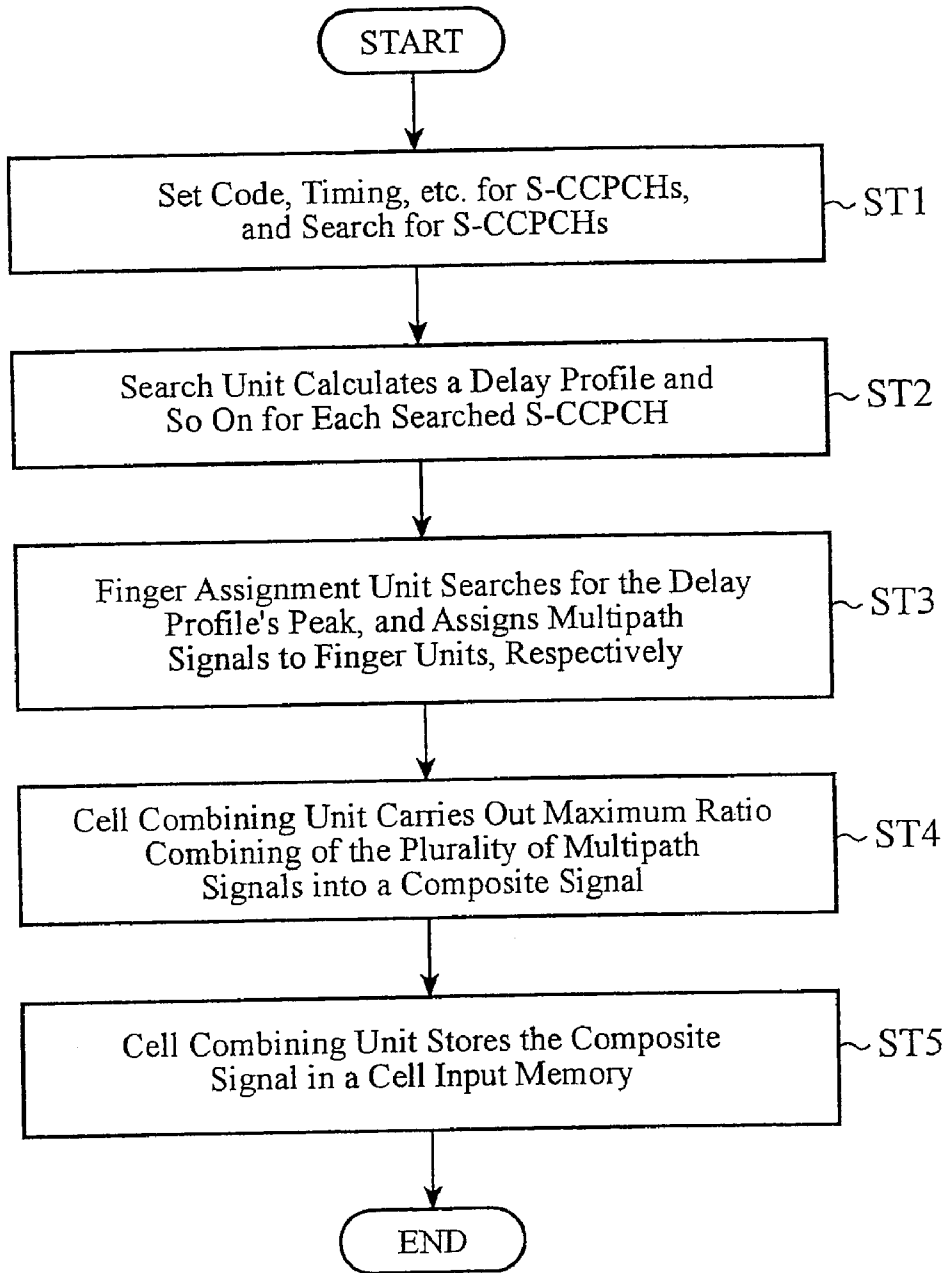 START
Set Code, Timing, etc. for S-CCPCHs,
and Search for S-CCPCHs
~ ST1
Search Unit Calculates a Delay Profile and
So On for Each Searched S-CCPCH
~ ST2
Finger Assignment Unit Searches for the Delay
Profile's Peak, and Assigns Multipath
Signals to Finger Units, Respectively
~ ST3
Cell Combining Unit Carries Out Maximum Ratio
Combining of the Plurality of Multipath
Signals into a Composite Signal
~ ST4
Cell Combining Unit Stores the Composite
Signal in a Cell Input Memory
~ ST5
END